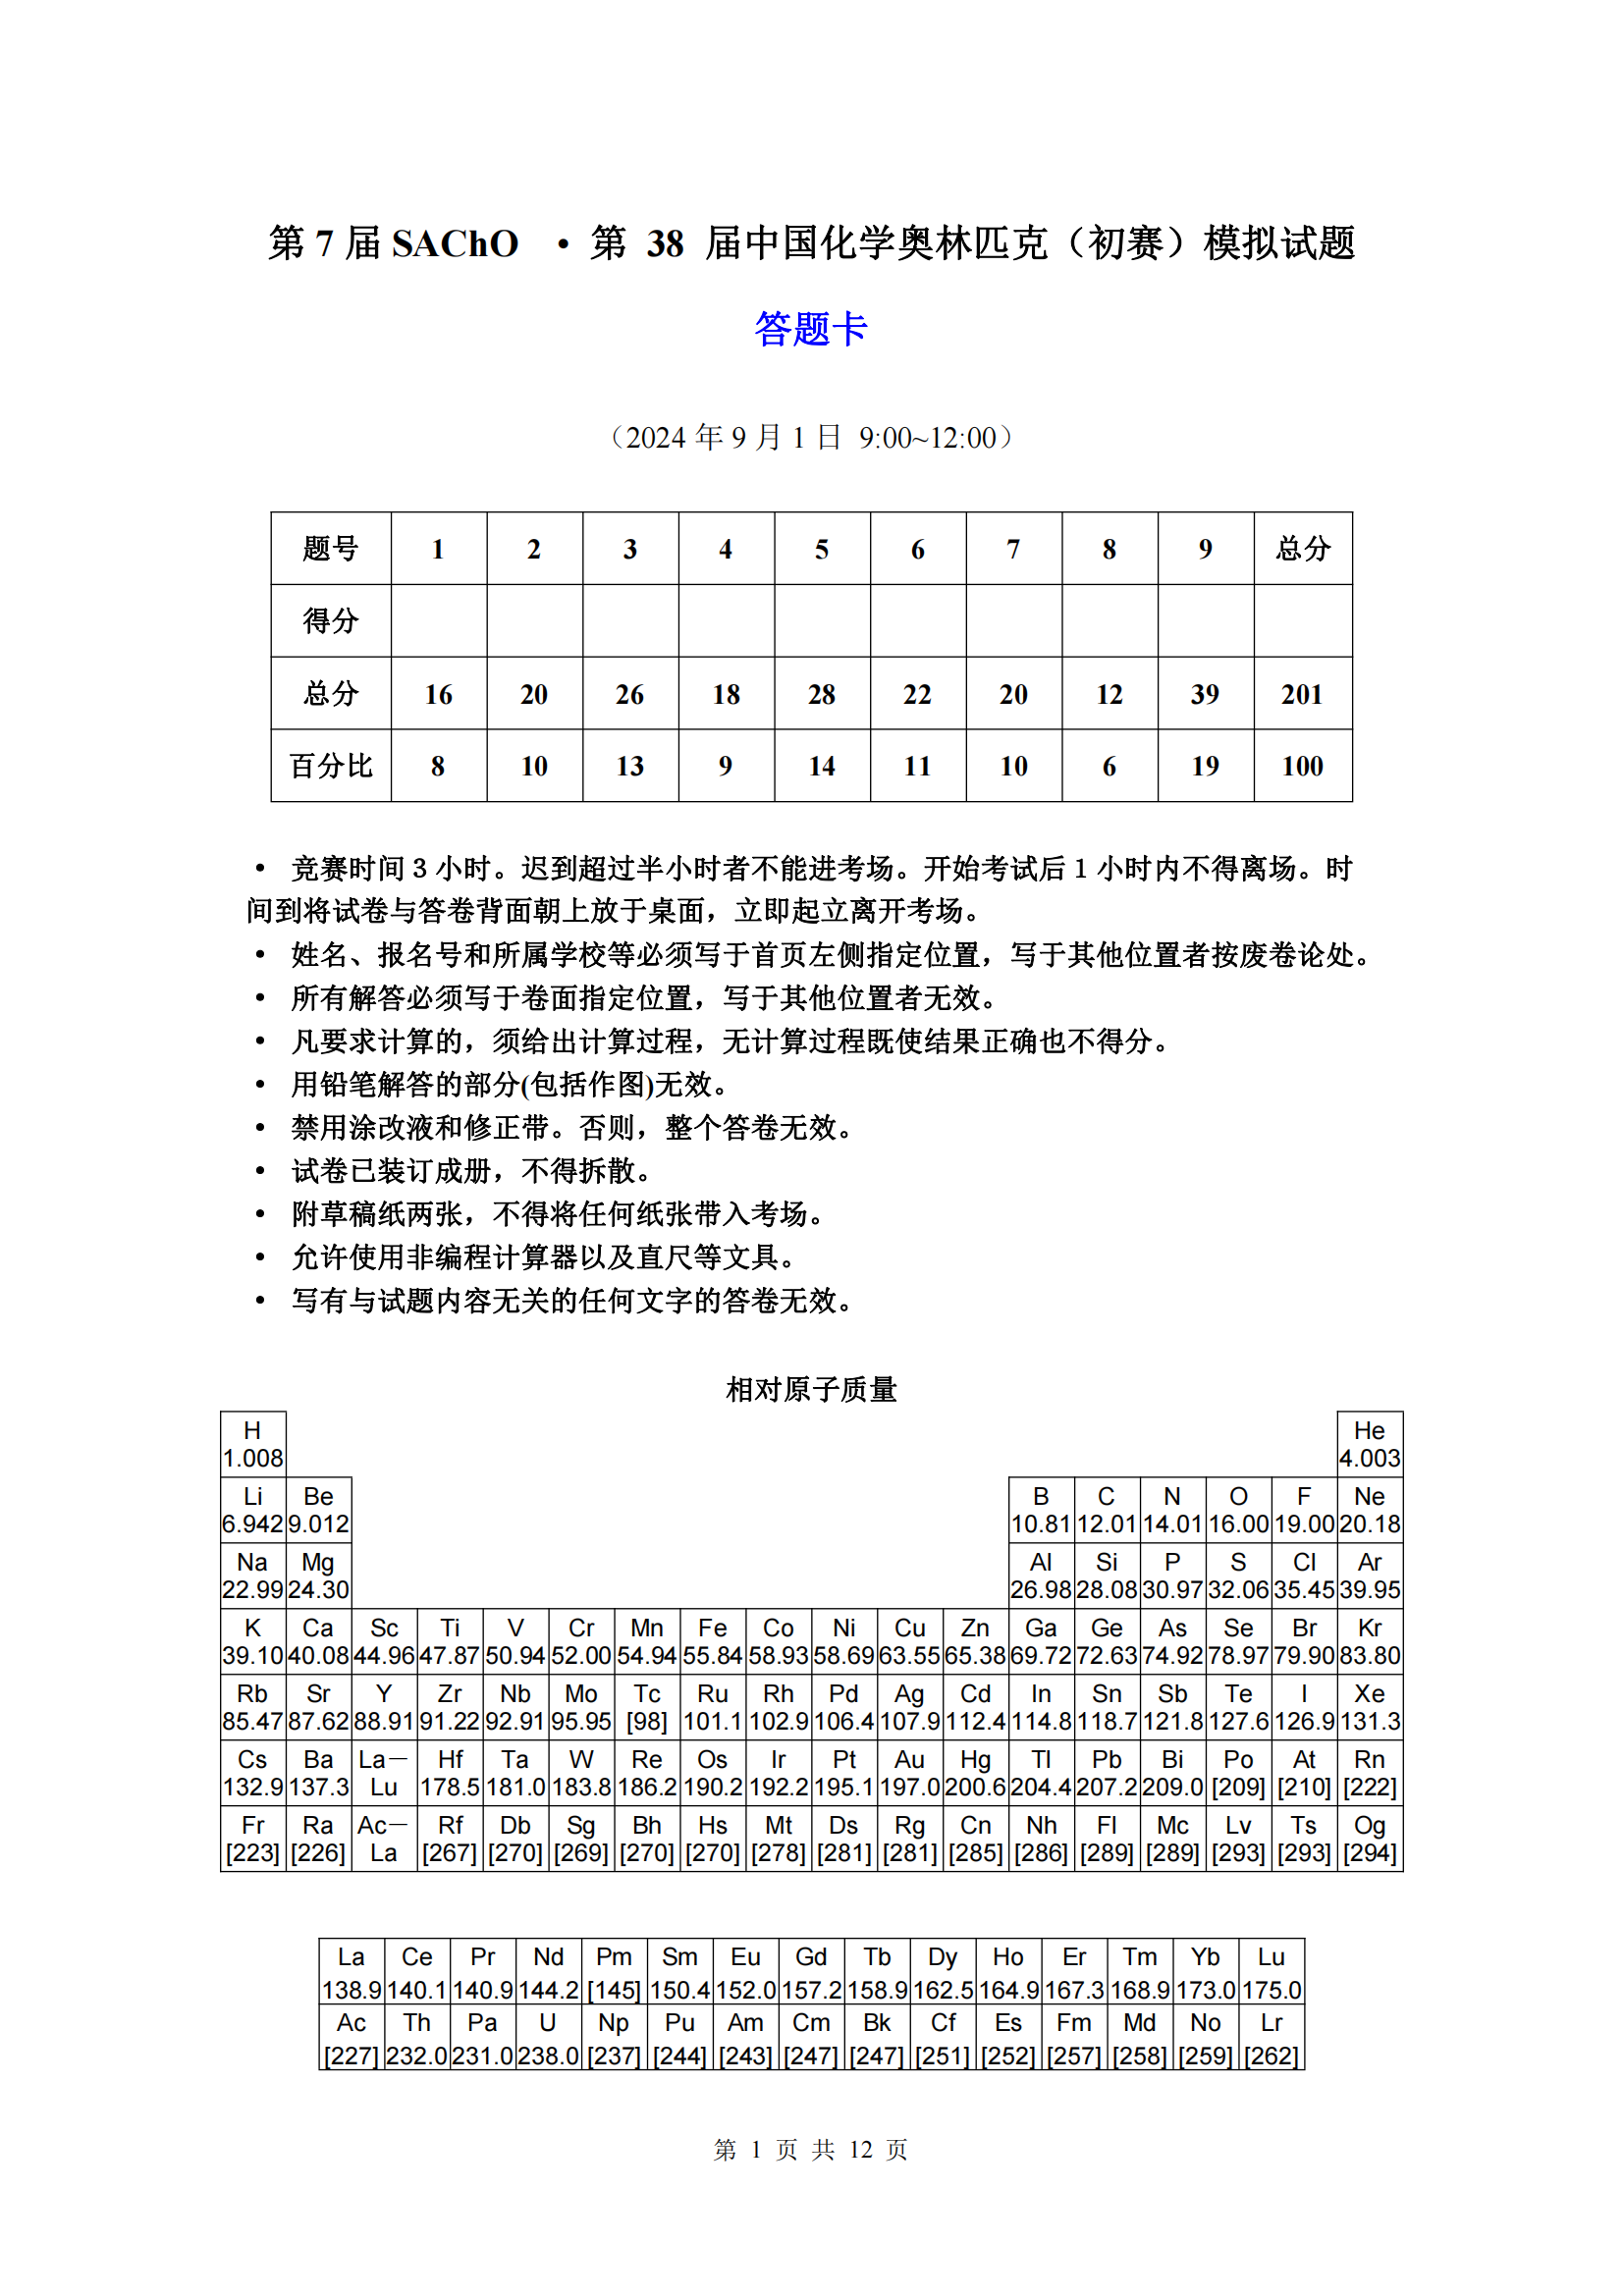 第 7 届 SAChO · 第 38 届中国化学奥林匹克（初赛）模拟试题
答题卡
（2024 年 9 月 1 日 9:00~12:00）
题号 1 2 3 4 5 6 7 8 9 总分
得分
总分 16 20 26 18 28 22 20 12 39 201
百分比 8 10 13 9 14 11 10 6 19 100
· 竞赛时间 3 小时。迟到超过半小时者不能进考场。开始考试后 1 小时内不得离场。时
间到将试卷与答卷背面朝上放于桌面，立即起立离开考场。
· 姓名、报名号和所属学校等必须写于首页左侧指定位置，写于其他位置者按废卷论处。
· 所有解答必须写于卷面指定位置，写于其他位置者无效。
· 凡要求计算的，须给出计算过程，无计算过程既使结果正确也不得分。
· 用铅笔解答的部分(包括作图)无效。
· 禁用涂改液和修正带。否则，整个答卷无效。
· 试卷已装订成册，不得拆散。
· 附草稿纸两张，不得将任何纸张带入考场。
· 允许使用非编程计算器以及直尺等文具。
· 写有与试题内容无关的任何文字的答卷无效。
相对原子质量
H He
1.008 4.003
Li Be B C N O F Ne
6.942 9.012 10.81 12.01 14.01 16.00 19.00 20.18
Na Mg Al Si P S Cl Ar
22.99 24.30 26.98 28.08 30.97 32.06 35.45 39.95
K Ca Sc Ti V Cr Mn Fe Co Ni Cu Zn Ga Ge As Se Br Kr
39.10 40.08 44.96 47.87 50.94 52.00 54.94 55.84 58.93 58.69 63.55 65.38 69.72 72.63 74.92 78.97 79.90 83.80
Rb Sr Y Zr Nb Mo Tc Ru Rh Pd Ag Cd In Sn Sb Te I Xe
85.47 87.62 88.91 91.22 92.91 95.95 [98] 101.1 102.9 106.4 107.9 112.4 114.8 118.7 121.8 127.6 126.9 131.3
Cs Ba La－ Hf Ta W Re Os Ir Pt Au Hg Tl Pb Bi Po At Rn
132.9 137.3 Lu 178.5 181.0 183.8 186.2 190.2 192.2 195.1 197.0 200.6 204.4 207.2 209.0 [209] [210] [222]
Fr Ra Ac－ Rf Db Sg Bh Hs Mt Ds Rg Cn Nh Fl Mc Lv Ts Og
[223] [226] La [267] [270] [269] [270] [270] [278] [281] [281] [285] [286] [289] [289] [293] [293] [294]
La Ce Pr Nd Pm Sm Eu Gd Tb Dy Ho Er Tm Yb Lu
138.9 140.1 140.9 144.2 [145] 150.4 152.0 157.2 158.9 162.5 164.9 167.3 168.9 173.0 175.0
Ac Th Pa U Np Pu Am Cm Bk Cf Es Fm Md No Lr
[227] 232.0 231.0 238.0 [237] [244] [243] [247] [247] [251] [252] [257] [258] [259] [262]
第 1 页 共 12 页